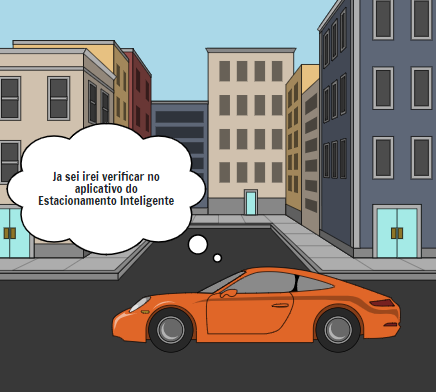 Ja sei irei verificar no
aplicativo do
Estacionamento Inteligente